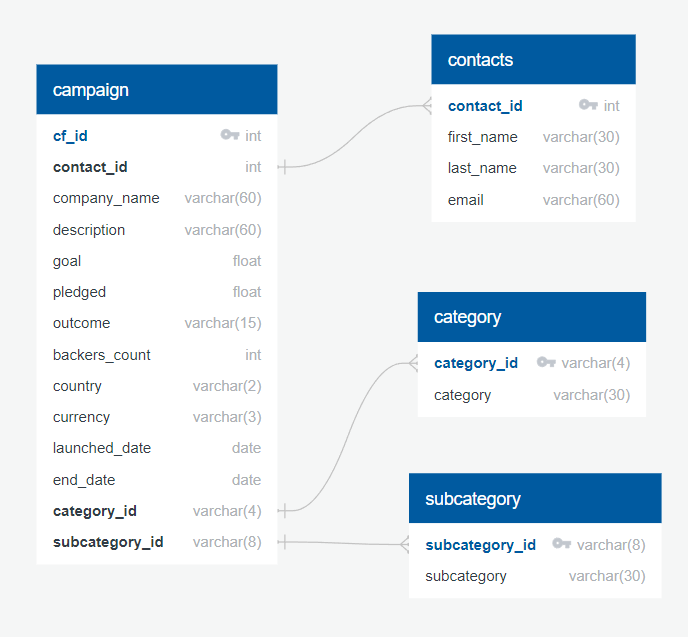 campaign
cf_id int
contact_id int
company_name varchar(60)
description varchar(60)
goal float
pledged float
outcome varchar(15)
backers_count int
country varchar(2)
currency varchar(3)
launched_date date
end_date date
category_id varchar(4)
subcategory_id varchar(8)
contacts
contact_id int
first_name varchar(30)
last_name varchar(30)
email varchar(60)
category
category_id varchar(4)
category varchar(30)
subcategory
subcategory_id varchar(8)
subcategory varchar(30)